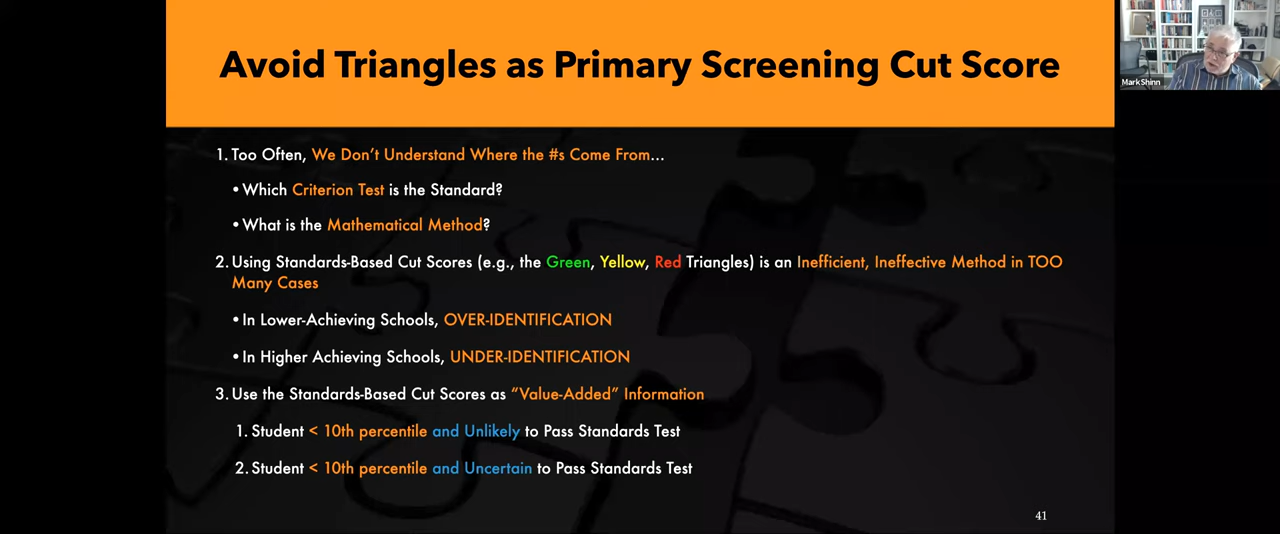 Avoid Triangles as Primary Screening Cut Score
Mark Shinn
1. Too Often, We Don't Understand Where the #s Come From...
• Which Criterion Test is the Standard?
• What is the Mathematical Method?
2. Using Standards-Based Cut Scores (e.g., the Green, Yellow, Red Triangles) is an Inefficient, Ineffective Method in TOO
Many Cases
• In Lower-Achieving Schools, OVER-IDENTIFICATION
• In Higher Achieving Schools, UNDER-IDENTIFICATION
3. Use the Standards-Based Cut Scores as “Value-Added” Information
1. Student < 10th percentile and Unlikely to Pass Standards Test
2. Student < 10th percentile and Uncertain to Pass Standards Test
41